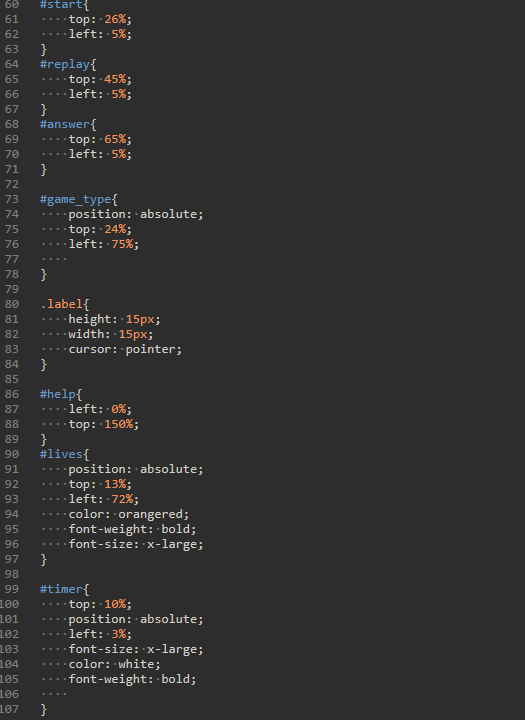 60 #start{
61 ····top:·26%;
62 ····left:·5%;
63 }
64 #replay{
65 ····top:·45%;
66 ····left:·5%;
67 }
68 #answer{
69 ····top:·65%;
70 ····left:·5%;
71 }
72
73 #game_type{
74 ····position:·absolute;
75 ····top:·24%;
76 ····left:·75%;
77 ····
78 }
79
80 .label{
81 ····height:·15px;
82 ····width:·15px;
83 ····cursor:·pointer;
84 }
85
86 #help{
87 ····left:·0%;
88 ····top:·150%;
89 }
90 #lives{
91 ····position:·absolute;
92 ····top:·13%;
93 ····left:·72%;
94 ····color:·orangered;
95 ····font-weight:·bold;
96 ····font-size:·x-large;
97 }
98
99 #timer{
100 ····top:·10%;
101 ····position:·absolute;
102 ····left:·3%;
103 ····font-size:·x-large;
104 ····color:·white;
105 ····font-weight:·bold;
106 ····
107 }